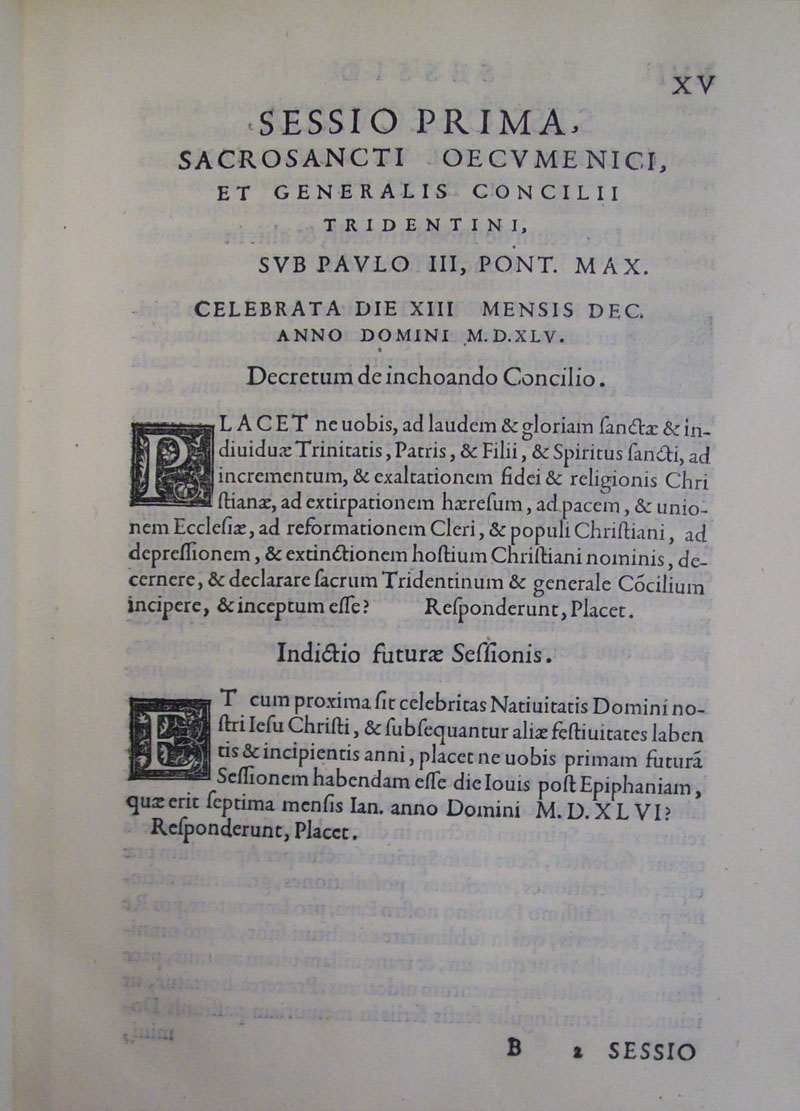 XV
SESSIO PRIMA,
SACROSANCTI OECVMENICI,
ET GENERALIS CONCILII
TRIDENTINI,
SVB PAVLO III, PONT. MAX.
CELEBRATA DIE XIII MENSIS DEC.
ANNO DOMINI M.D.XLV.
Decretum de inchoando Concilio.
PLACET ne uobis, ad laudem & gloriam ſanctæ & in-
diuiduæ Trinitatis, Patris, & Filii, & Spiritus ſancti, ad
incrementum, & exaltationem fidei & religionis Chri
ſtianæ, ad extirpationem hæreſum, ad pacem, & unio-
nem Eccleſiæ, ad reformationem Cleri, & populi Chriſtiani, ad
depreſſionem, & extinctionem hoſtium Chriſtiani nominis, de-
cernere, & declarare ſacrum Tridentinum & generale Cócilium
incipere, & inceptum eſſe? Reſponderunt, Placet.
Indictio futuræ Seſſionis.
ET cum proxima ſit celebritas Natiuitatis Domini no-
ſtri Ieſu Chriſti, & ſubſequantur aliæ feſtiuitates laben
tis & incipientis anni, placet ne uobis primam futurã
Seſſionem habendam eſſe die Iouis poſt Epiphaniam,
quæ erit ſeptima menſis Ian. anno Domini M.D.XLVI?
Reſponderunt, Placet.
B 2 SESSIO